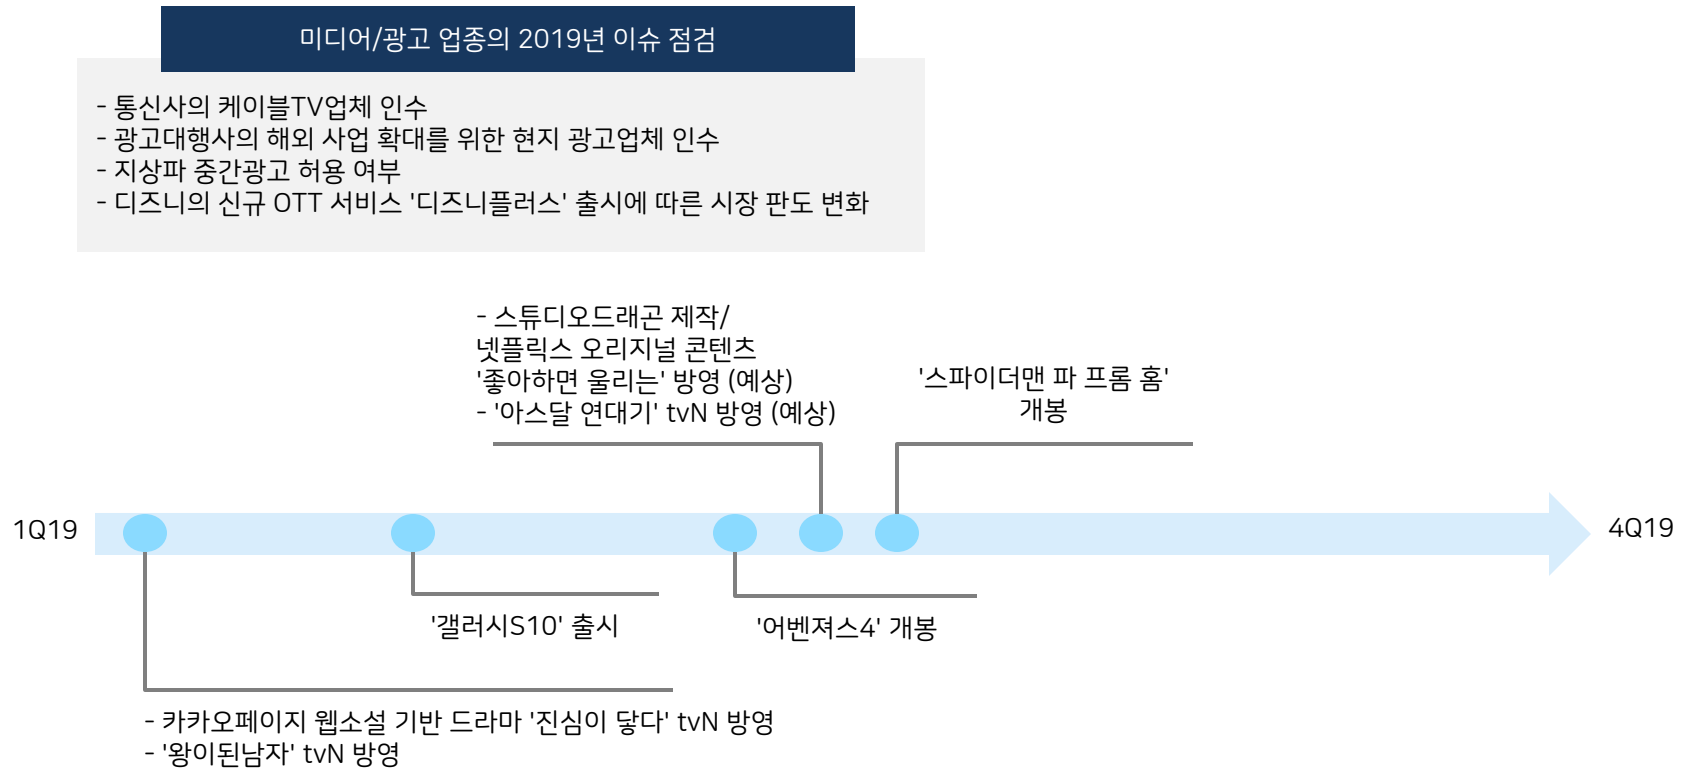 미디어/광고 업종의 2019년 이슈 점검
- 통신사의 케이블TV업체 인수
- 광고대행사의 해외 사업 확대를 위한 현지 광고업체 인수
- 지상파 중간광고 허용 여부
- 디즈니의 신규 OTT 서비스 '디즈니플러스' 출시에 따른 시장 판도 변화
- 스튜디오드래곤 제작/
넷플릭스 오리지널 콘텐츠
'좋아하면 울리는' 방영 (예상)
- '아스달 연대기' tvN 방영 (예상)
'스파이더맨 파 프롬 홈'
개봉
1Q19
4Q19
'갤러시S10' 출시
'어벤져스4' 개봉
- 카카오페이지 웹소설 기반 드라마 '진심이 닿다' tvN 방영
- '왕이된남자' tvN 방영